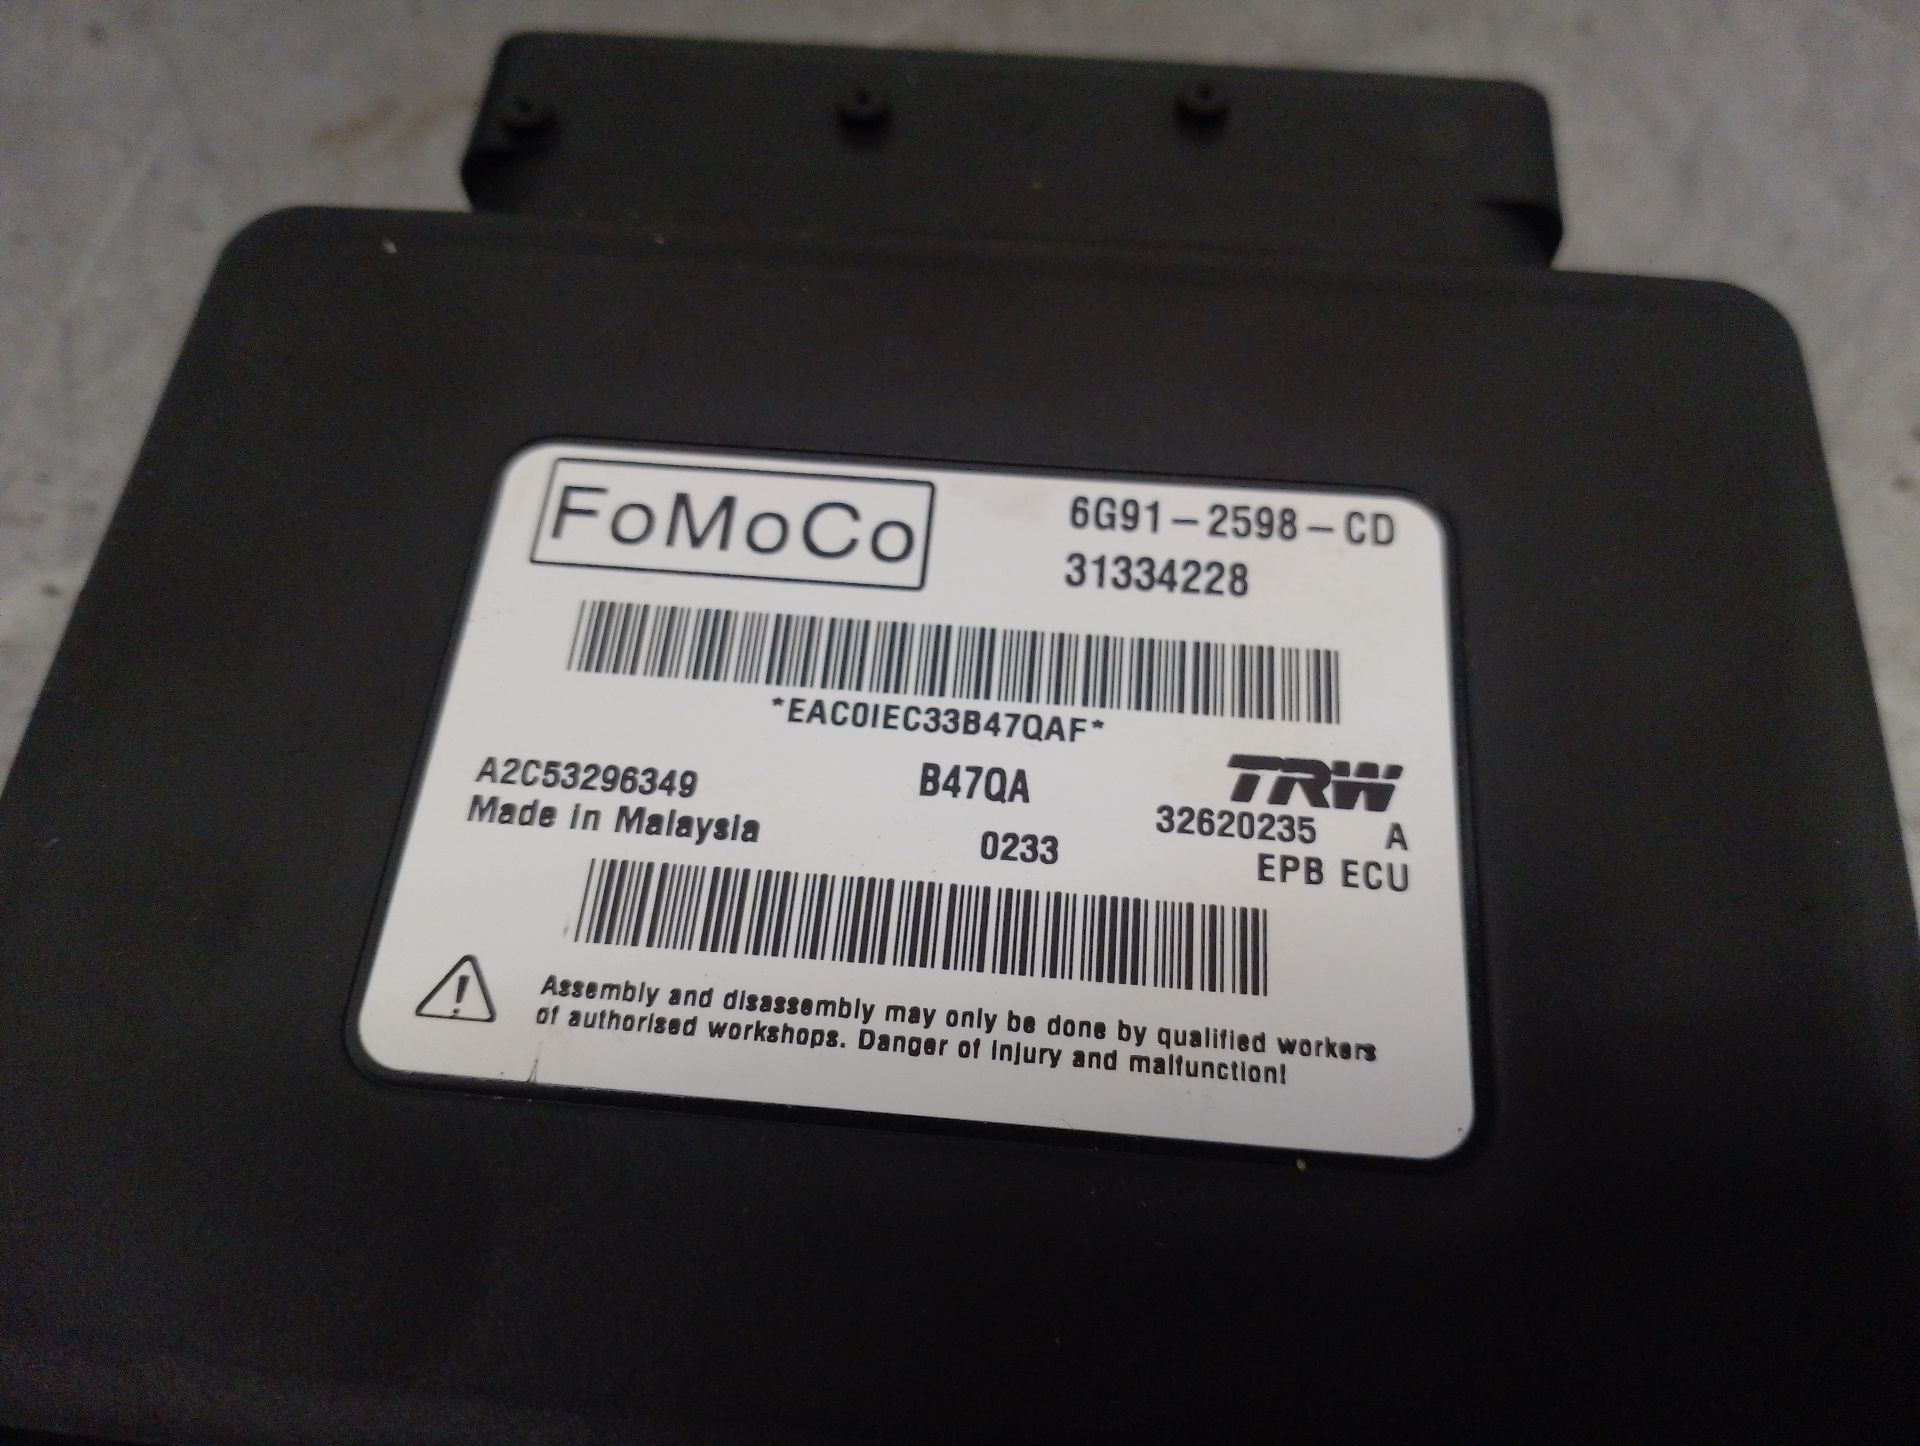 FoMoCo
6G91-2598-CD
31334228
*EAC0IEC33B47QAF*
A2C53296349
Made in Malaysia
B47QA
0233
TRW
32620235 A
EPB ECU
Assembly and disassembly may only be done by qualified workers
of authorised workshops. Danger of injury and malfunction!